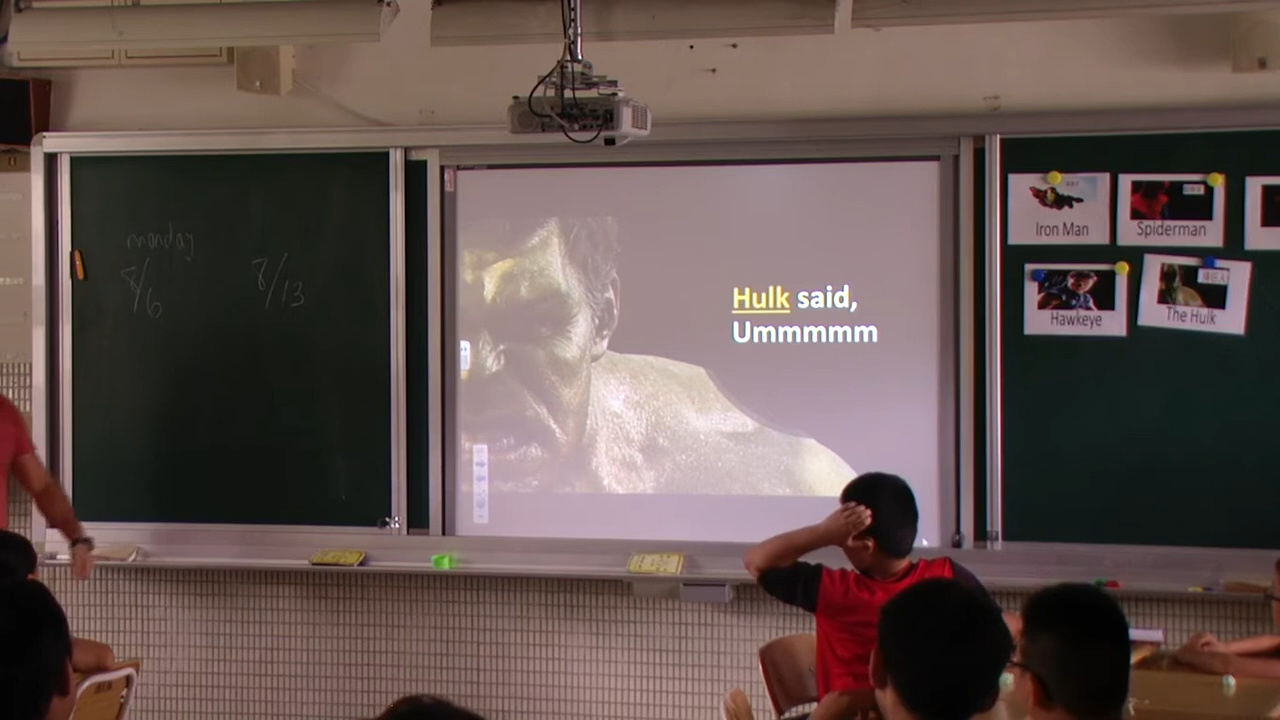 monday
8/6 8/13
Hulk said,
Ummmmm
Iron Man
Spiderman
Hawkeye
The Hulk